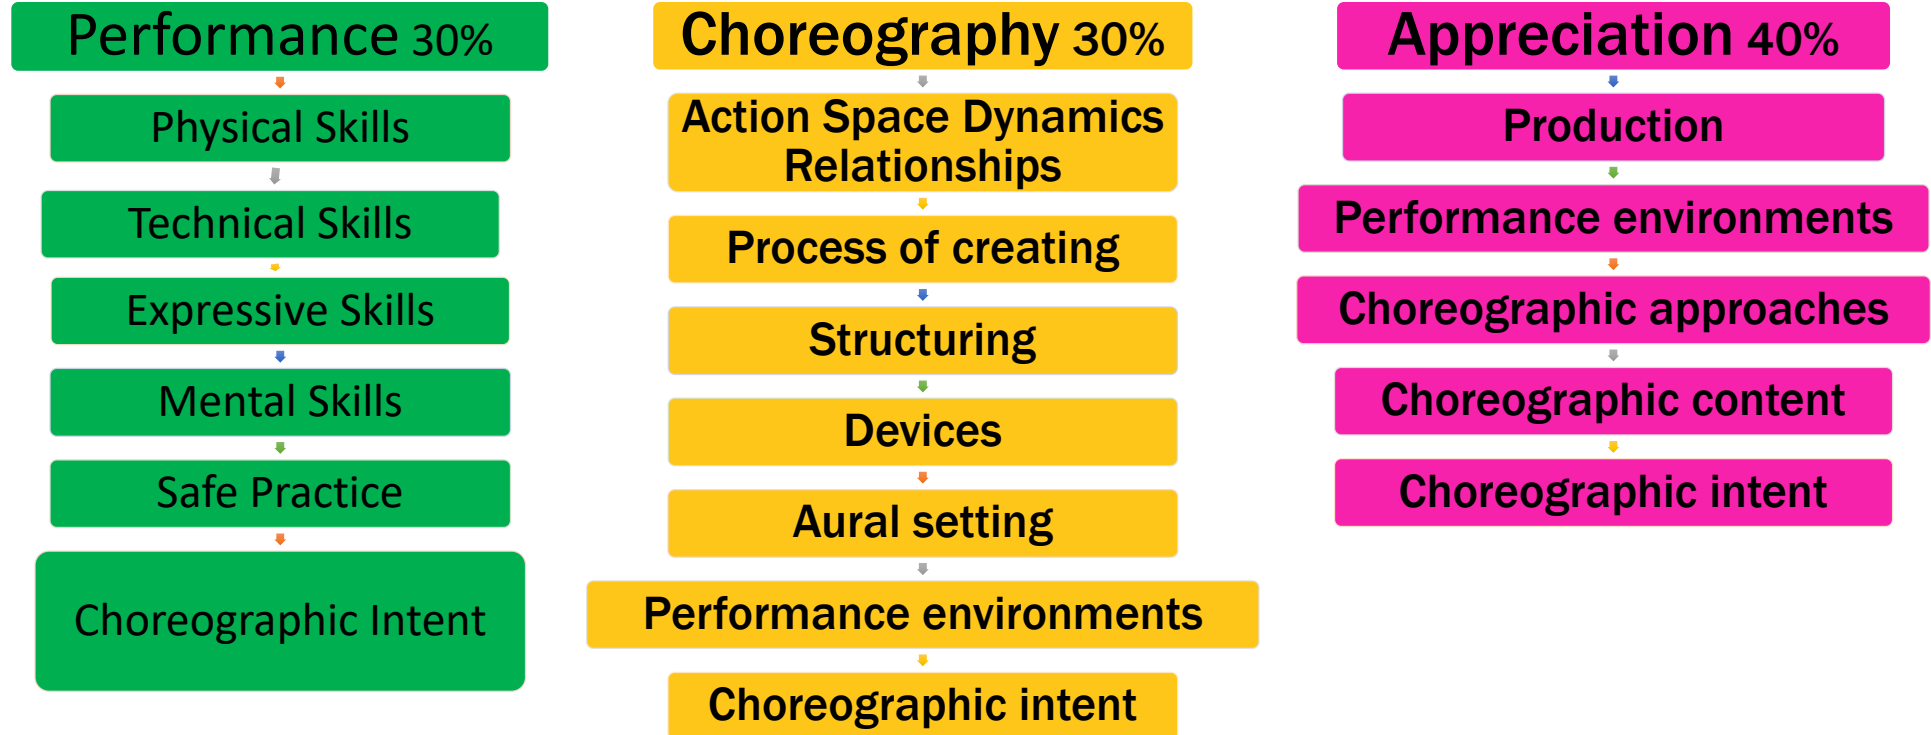 Performance 30%
Physical Skills
Technical Skills
Expressive Skills
Mental Skills
Safe Practice
Choreographic Intent
Choreography 30%
Action Space Dynamics
Relationships
Process of creating
Structuring
Devices
Aural setting
Performance environments
Choreographic intent
Appreciation 40%
Production
Performance environments
Choreographic approaches
Choreographic content
Choreographic intent